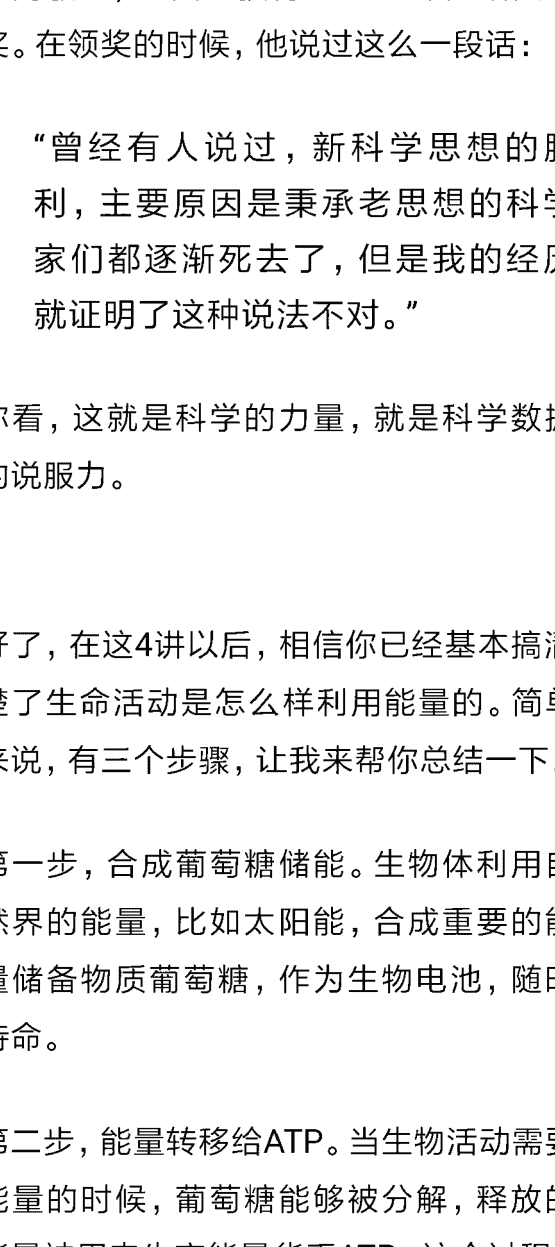 奖。在领奖的时候，他说过这么一段话：
“曾经有人说过，新科学思想的胜
利，主要原因是秉承老思想的科学
家们都逐渐死去了，但是我的经历
就证明了这种说法不对。”
你看，这就是科学的力量，就是科学数据
的说服力。
好了，在这4讲以后，相信你已经基本搞清
楚了生命活动是怎么样利用能量的。简单
来说，有三个步骤，让我来帮你总结一下。
第一步，合成葡萄糖储能。生物体利用自
然界的能量，比如太阳能，合成重要的能
量储备物质葡萄糖，作为生物电池，随时
待命。
第二步，能量转移给ATP。当生物活动需要
能量的时候，葡萄糖能够被分解，释放的